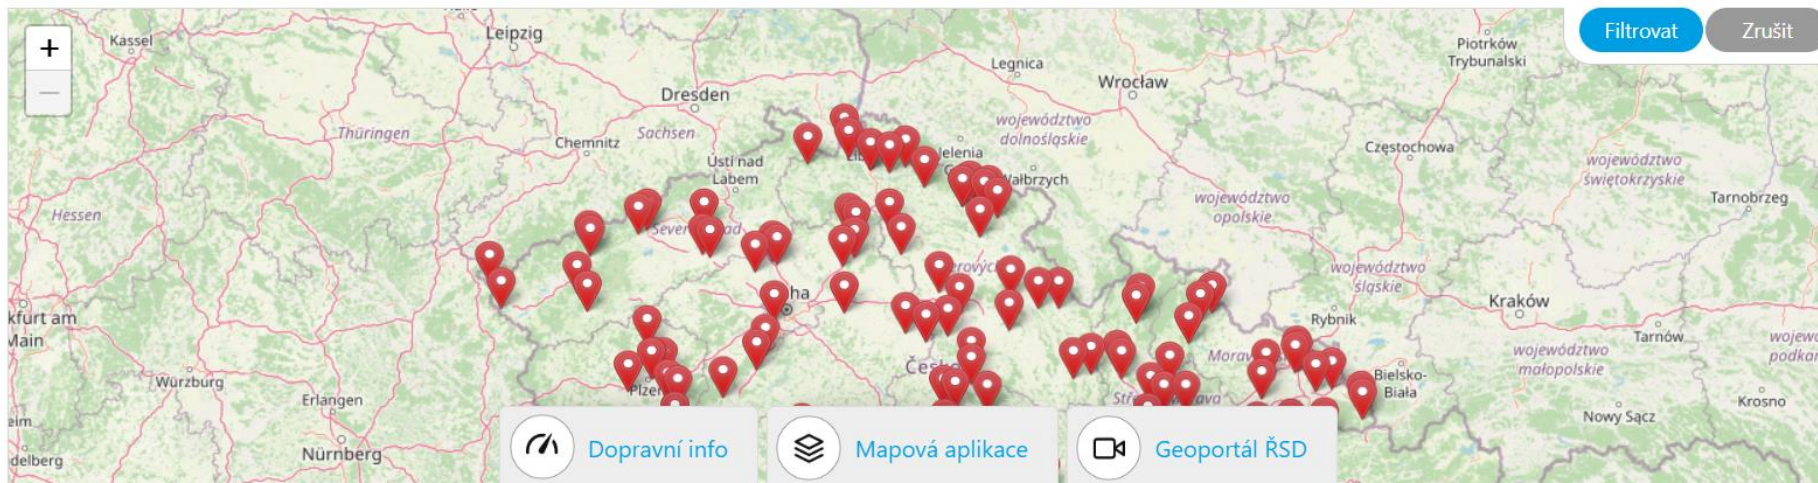 +
−
Filtrovat
Zrušit
Kassel
Leipzig
Piotrków
Trybunalski
Legnica
Wrocław
Dresden
Thüringen
Chemnitz
Sachsen
województwo
dolnośląskie
Częstochowa
Jelenia
Ústí nad
Labem
Wałbrzych
województwo
świętokrzyskie
Hessen
województwo
opolskie
Tarnobrzeg
województwo
śląskie
Kraków
Rybnik
Tarnów
Main
Würzburg
Plzeň
Česko
województwo
małopolskie
Bielsko-
Biała
Erlangen
Nowy Sącz
Krosno
Nürnberg
Dopravní info
Mapová aplikace
Geoportál ŘSD